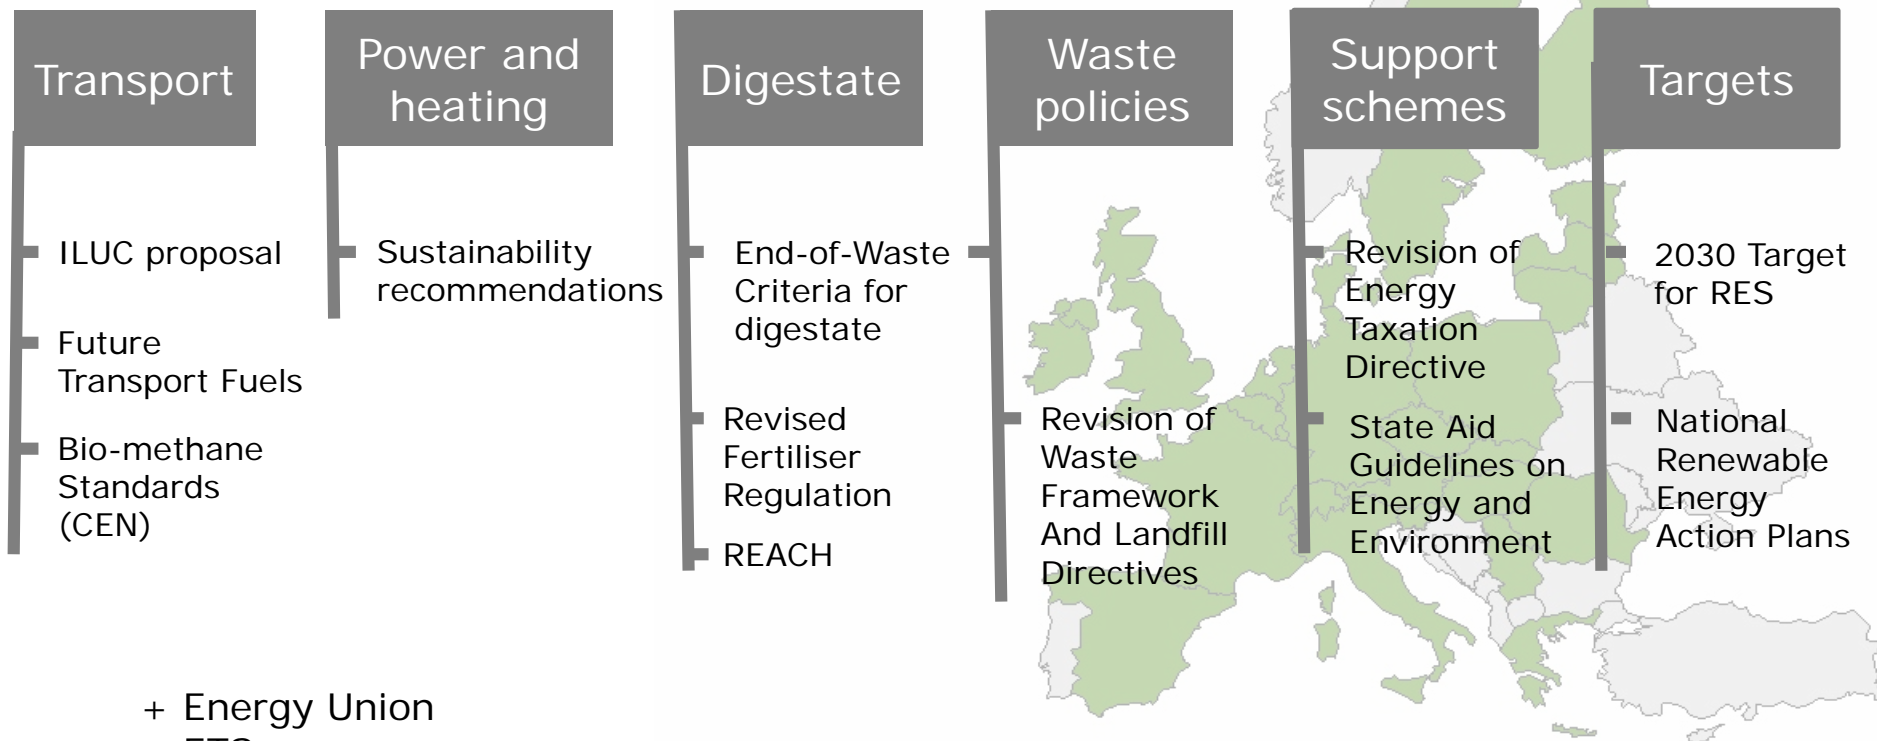 Transport
Power and
heating
Digestate
Waste
policies
Support
schemes
Targets
ILUC proposal
Future
Transport Fuels
Bio-methane
Standards
(CEN)
Sustainability
recommendations
End-of-Waste
Criteria for
digestate
Revised
Fertiliser
Regulation
REACH
Revision of
Waste
Framework
And Landfill
Directives
Revision of
Energy
Taxation
Directive
State Aid
Guidelines on
Energy and
Environment
2030 Target
for RES
National
Renewable
Energy
Action Plans
+ Energy Union